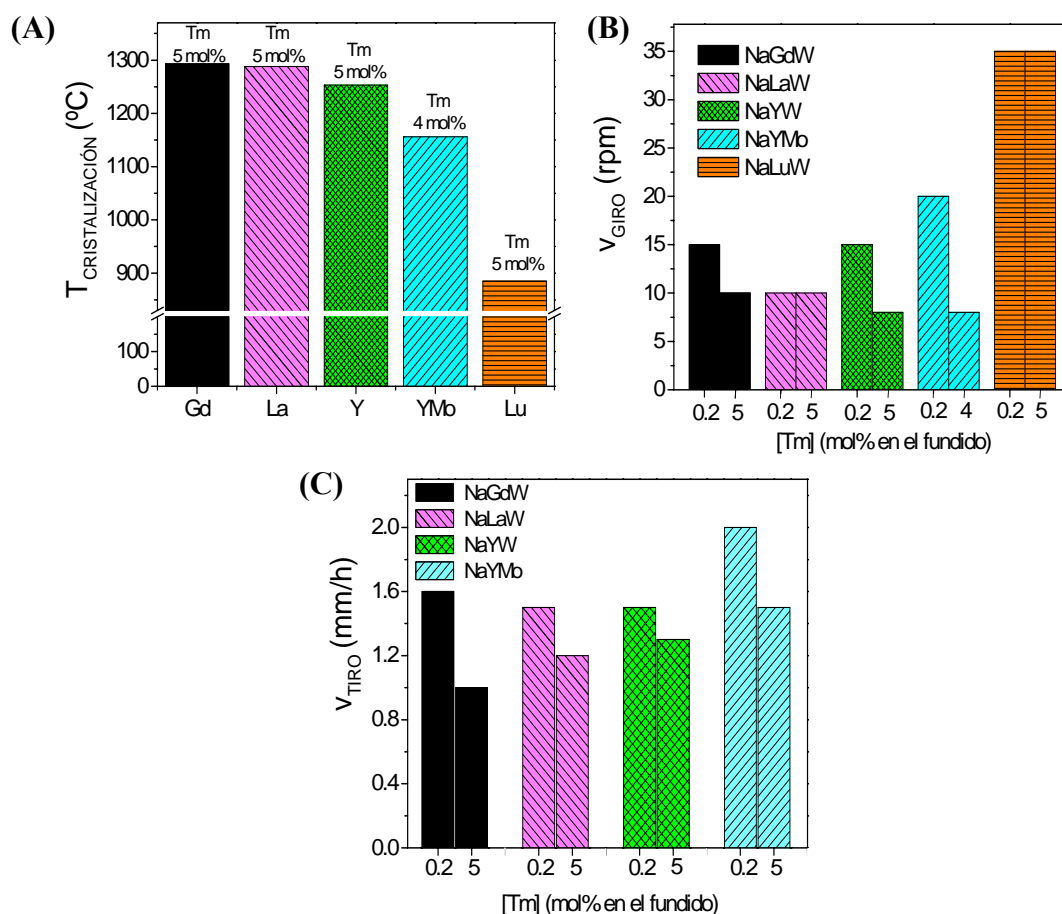 (A)
Tm
5 mol%
Tm
5 mol%
Tm
5 mol%
Tm
4 mol%
Tm
5 mol%
T CRISTALIZACIÓN (ºC)
1300
1200
1100
1000
900
100
0
Gd La Y YMo Lu
(B)
NaGdW
NaLaW
NaYW
NaYMo
NaLuW
v GIRO (rpm)
35
30
25
20
15
10
5
0
0.2 5 0.2 5 0.2 5 0.2 4 0.2 5
[Tm] (mol% en el fundido)
(C)
NaGdW
NaLaW
NaYW
NaYMo
v TIRO (mm/h)
2.0
1.6
1.2
0.8
0.4
0.0
0.2 5 0.2 5 0.2 5 0.2 5
[Tm] (mol% en el fundido)